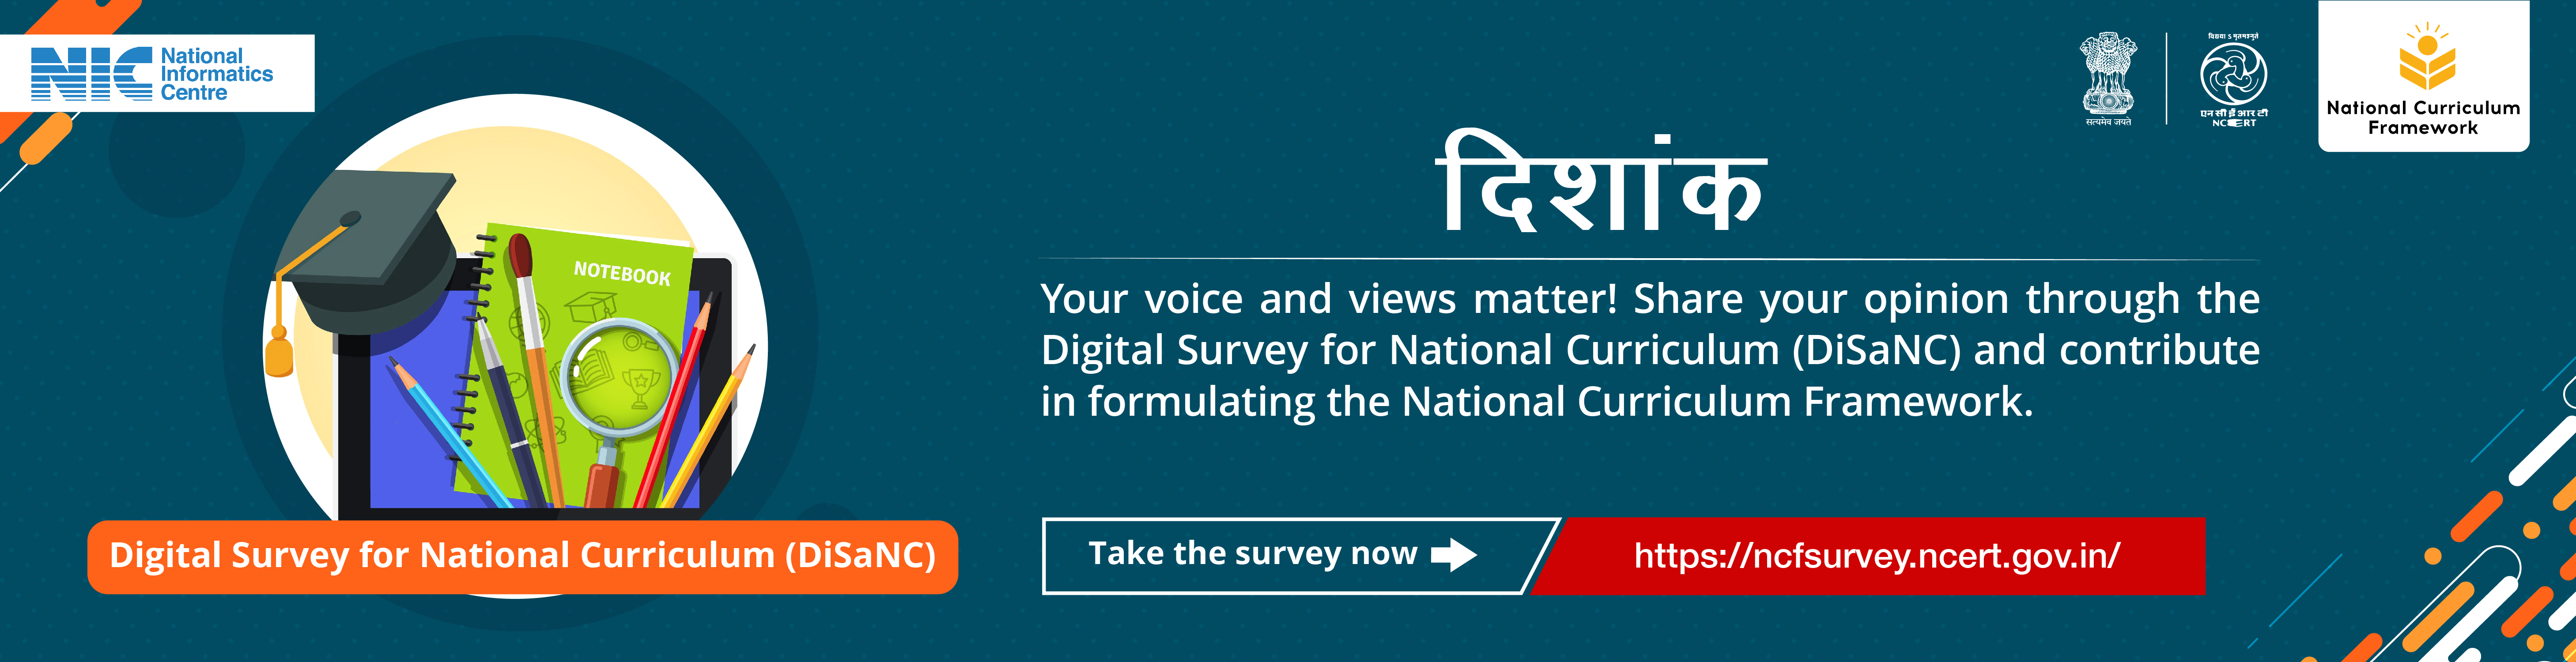 NIC
National
Informatics
Centre
सत्यमेव जयते
विद्यया ऽ मृतमश्नुते
एन सी ई आर टी
NCERT
National Curriculum
Framework
दिशांक
NOTEBOOK
Your voice and views matter! Share your opinion through the
Digital Survey for National Curriculum (DiSaNC) and contribute
in formulating the National Curriculum Framework.
Digital Survey for National Curriculum (DiSaNC)
Take the survey now
https://ncfsurvey.ncert.gov.in/